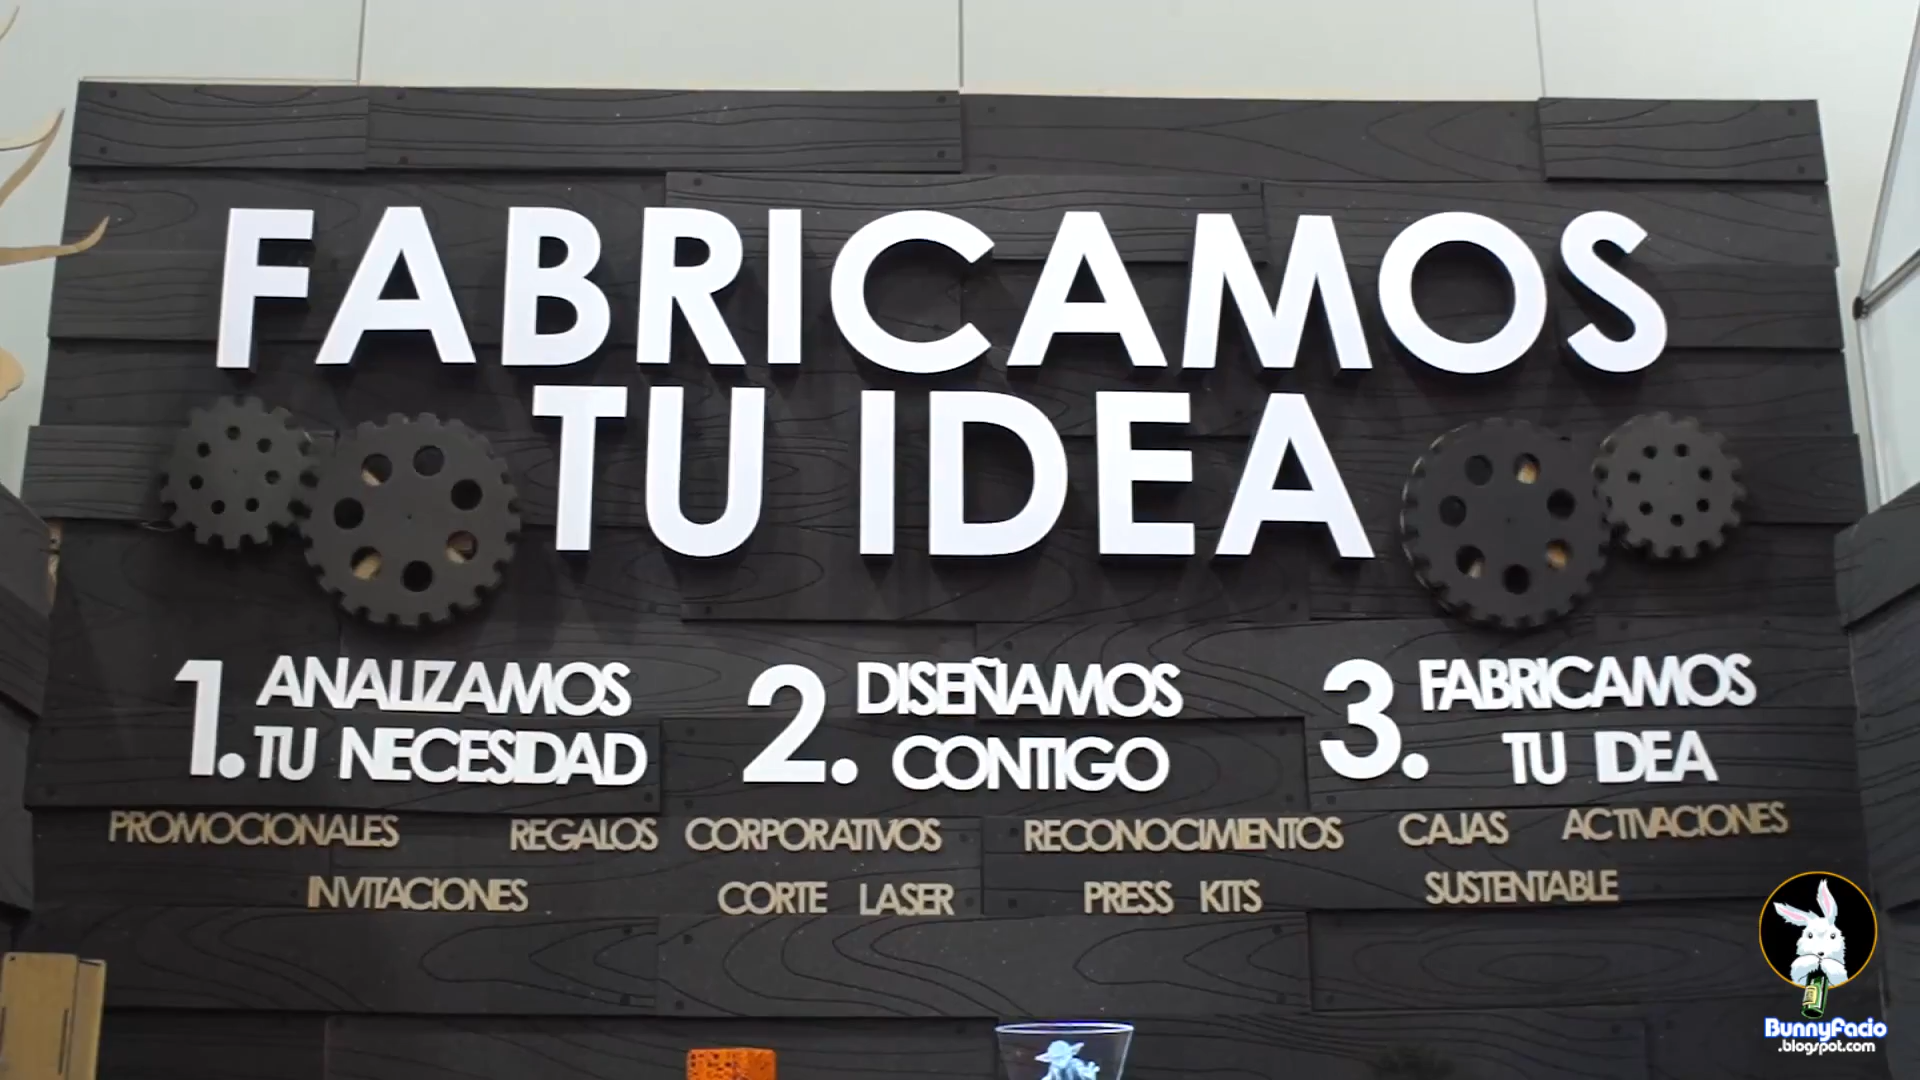 FABRICAMOS
TU IDEA
1. ANALIZAMOS
TU NECESIDAD
2. DISEÑAMOS
CONTIGO
3. FABRICAMOS
TU IDEA
PROMOCIONALES REGALOS CORPORATIVOS RECONOCIMIENTOS CAJAS ACTIVACIONES
INVITACIONES CORTE LASER PRESS KITS SUSTENTABLE
BunnyFacio
.blogspot.com